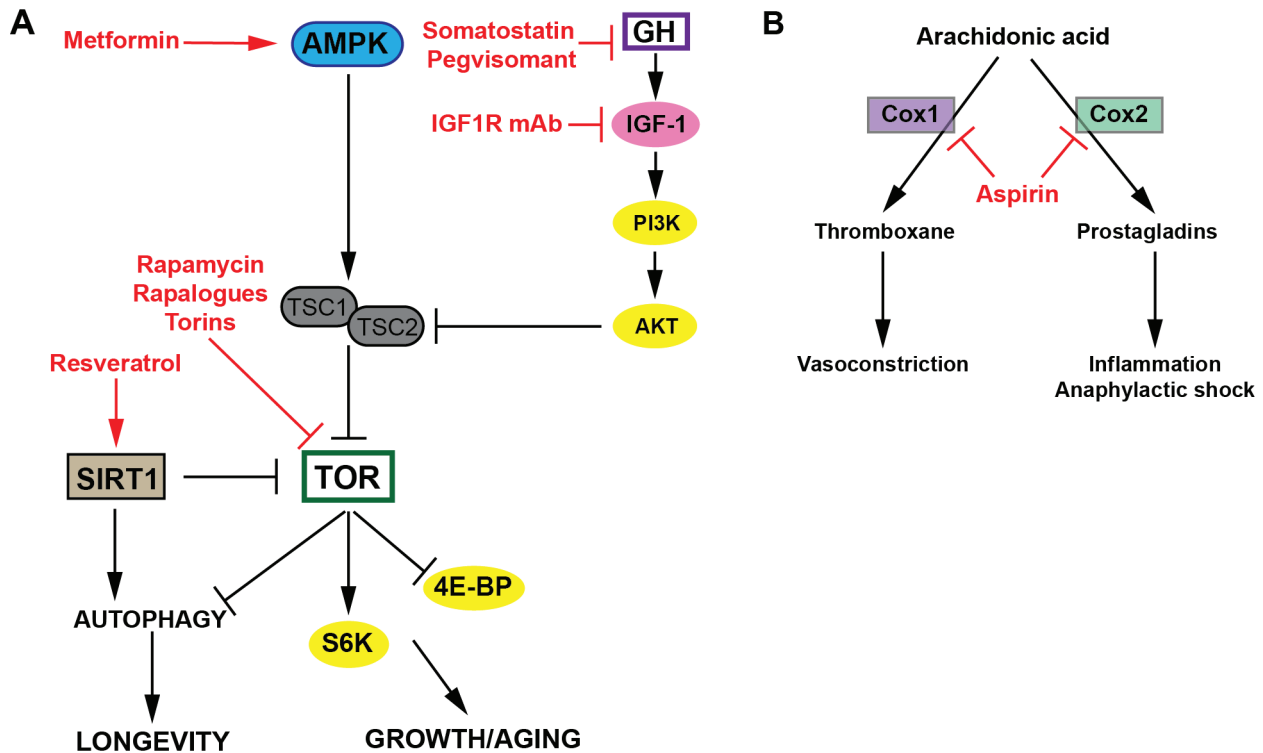 A
Metformin
AMPK
Somatostatin
Pegvisomant
GH
IGF1R mAb
IGF-1
PI3K
Rapamycin
Rapalogues
Torins
TSC1
TSC2
AKT
Resveratrol
SIRT1
TOR
4E-BP
AUTOPHAGY
S6K
LONGEVITY
GROWTH/AGING
B
Arachidonic acid
Cox1
Cox2
Aspirin
Thromboxane
Prostagladins
Vasoconstriction
Inflammation
Anaphylactic shock